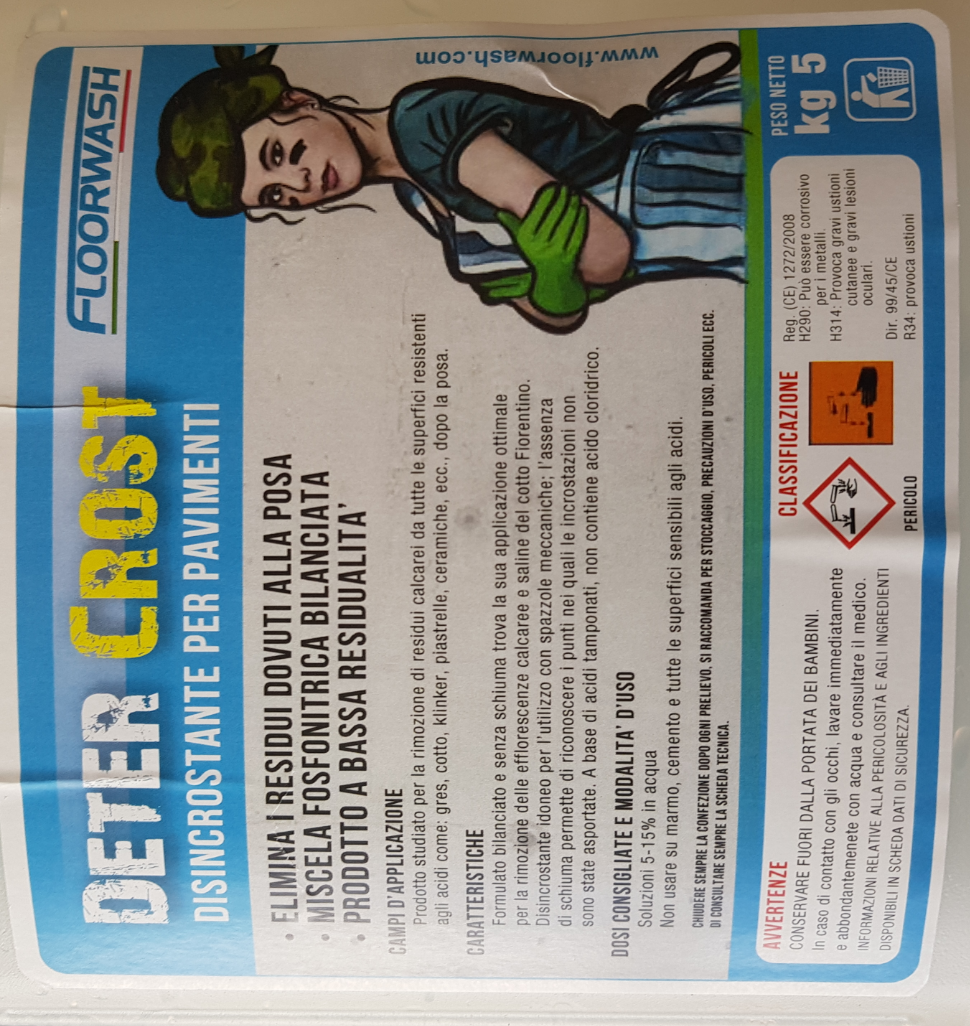 DETER CROST
FLOORWASH
DISINCROSTANTE PER PAVIMENTI
• ELIMINA I RESIDUI DOVUTI ALLA POSA
• MISCELA FOSFONITRICA BILANCIATA
• PRODOTTO A BASSA RESIDUALITA'
CAMPI D'APPLICAZIONE
Prodotto studiato per la rimozione di residui calcarei da tutte le superfici resistenti
agli acidi come: gres, cotto, klinker, piastrelle, ceramiche, ecc., dopo la posa.
CARATTERISTICHE
Formulato bilanciato e senza schiuma trova la sua applicazione ottimale
per la rimozione delle efflorescenze calcaree e saline del cotto Fiorentino.
Disincrostante idoneo per l'utilizzo con spazzole meccaniche; l'assenza
di schiuma permette di riconoscere i punti nei quali le incrostazioni non
sono state asportate. A base di acidi tamponati, non contiene acido cloridrico.
DOSI CONSIGLIATE E MODALITA' D'USO
Soluzioni 5-15% in acqua
Non usare su marmo, cemento e tutte le superfici sensibili agli acidi.
CHIUDERE SEMPRE LA CONFEZIONE DOPO OGNI PRELIEVO, SI RACCOMANDA PER STOCCAGGIO, PRECAUZIONI D'USO, PERICOLI ECC.
DI CONSULTARE SEMPRE LA SCHEDA TECNICA.
www.floorwash.com
AVVERTENZE
CONSERVARE FUORI DALLA PORTATA DEI BAMBINI.
In caso di contatto con gli occhi, lavare immediatamente
e abbondantemenete con acqua e consultare il medico.
INFORMAZIONI RELATIVE ALLA PERICOLOSITÀ E AGLI INGREDIENTI
DISPONIBILI IN SCHEDA DATI DI SICUREZZA.
CLASSIFICAZIONE
PERICOLO
Reg. (CE) 1272/2008
H290: Può essere corrosivo
per i metalli.
H314: Provoca gravi ustioni
cutanee e gravi lesioni
oculari.
Dir. 99/45/CE
R34: provoca ustioni
PESO NETTO
kg 5